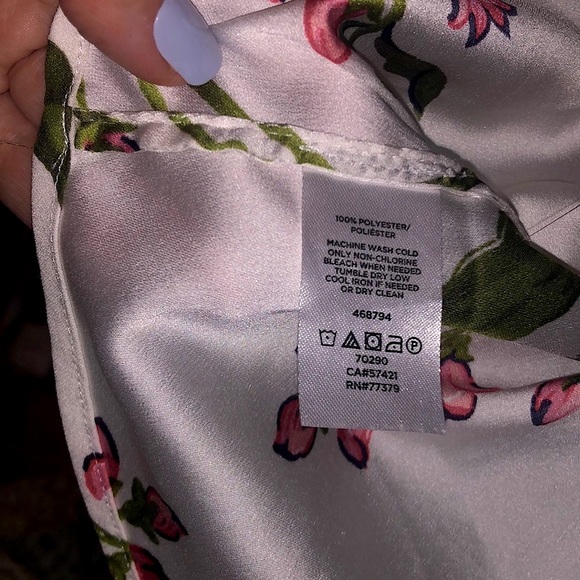 100% POLYESTER/
POLIÉSTER
MACHINE WASH COLD
ONLY NON-CHLORINE
BLEACH WHEN NEEDED
TUMBLE DRY LOW
COOL IRON IF NEEDED
OR DRY CLEAN
468794
P
70290
CA#57421
RN#77379